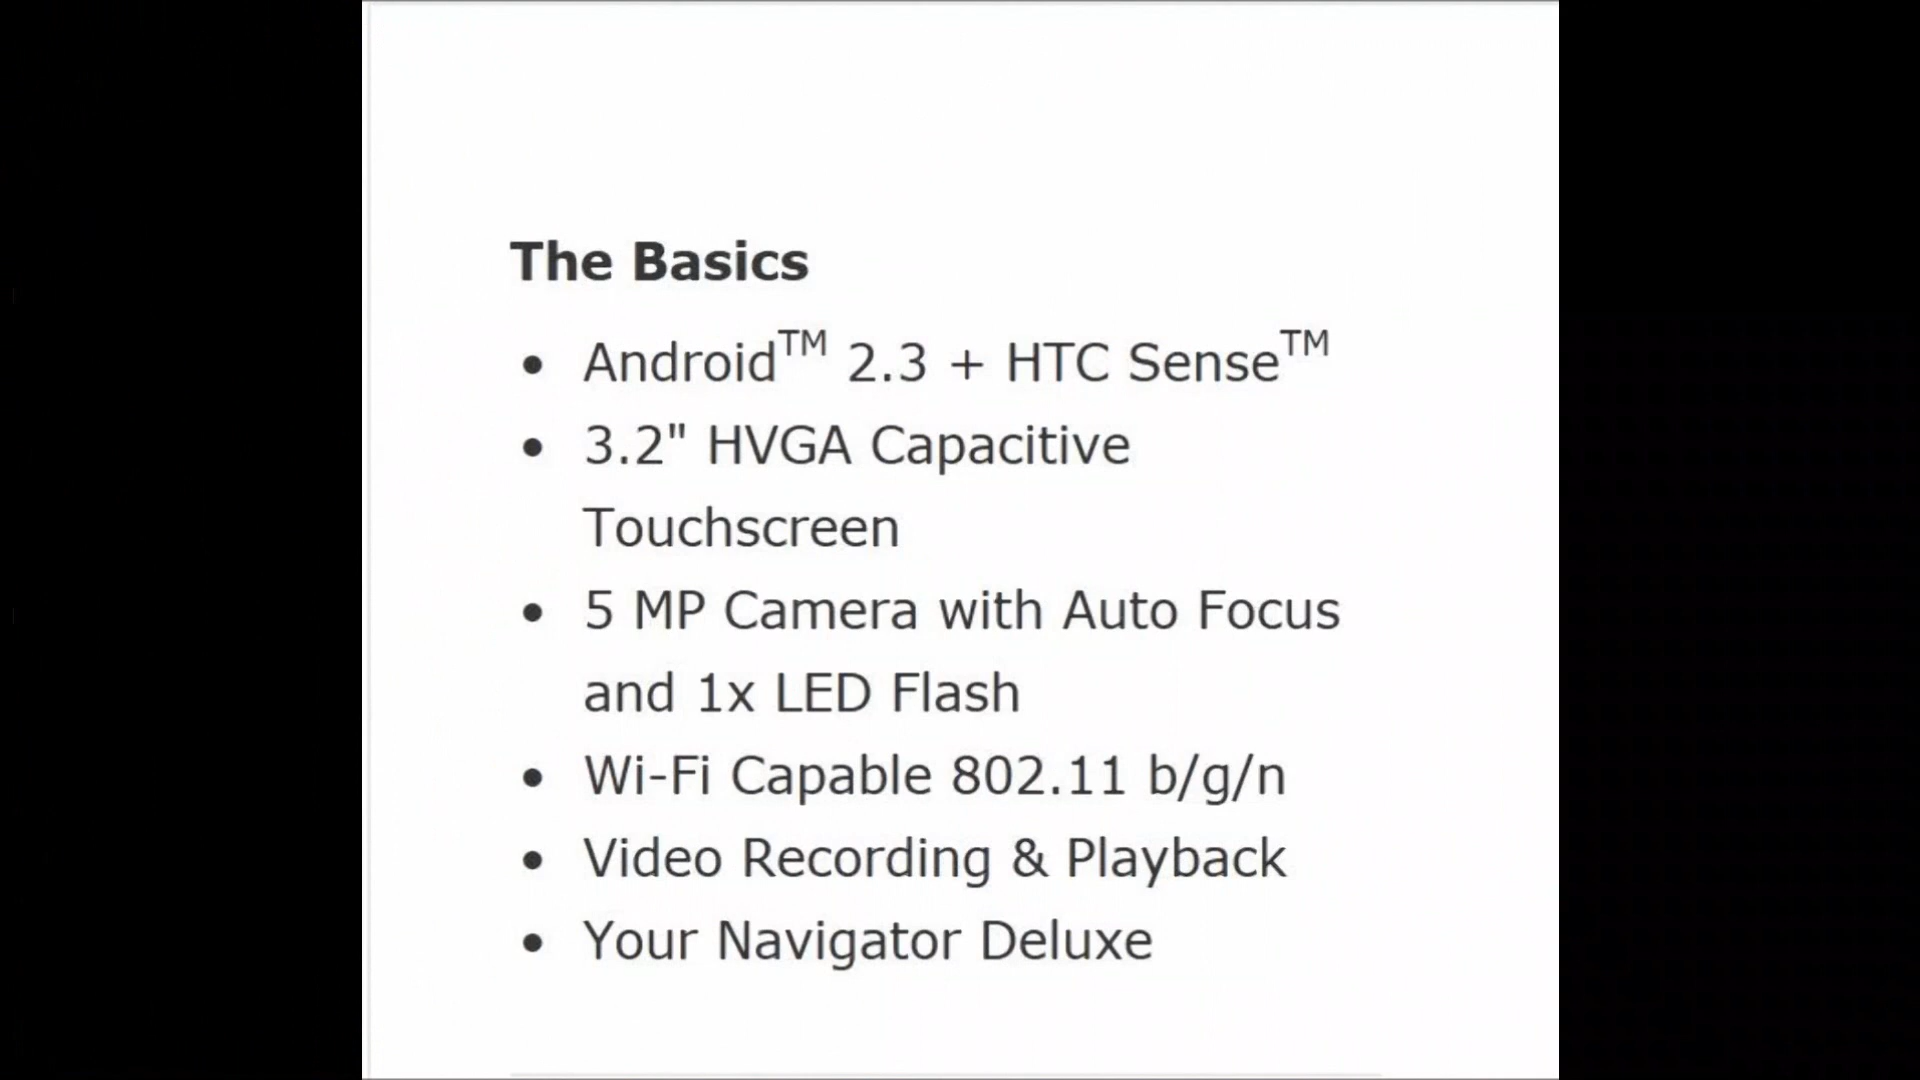 The Basics
• Android™ 2.3 + HTC Sense™
• 3.2" HVGA Capacitive
Touchscreen
• 5 MP Camera with Auto Focus
and 1x LED Flash
• Wi-Fi Capable 802.11 b/g/n
• Video Recording & Playback
• Your Navigator Deluxe